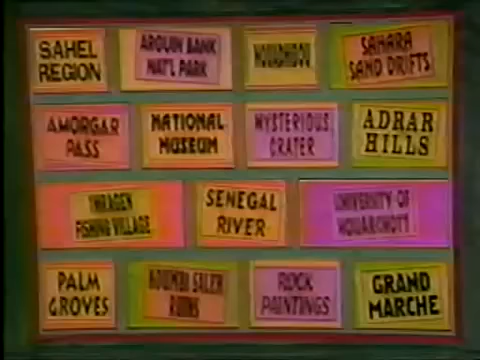 SAHEL
REGION
ARGUIN BANK
NAT'L PARK
NOUADHIBOU
SAHARA
SAND DRIFTS
AMORGAR
PASS
NATIONAL
MUSEUM
MYSTERIOUS
CRATER
ADRAR
HILLS
IMRAGEN
FISHING VILLAGE
SENEGAL
RIVER
UNIVERSITY OF
NOUAKCHOTT
PALM
GROVES
KOUMBI SALEH
RUINS
ROCK
PAINTINGS
GRAND
MARCHE